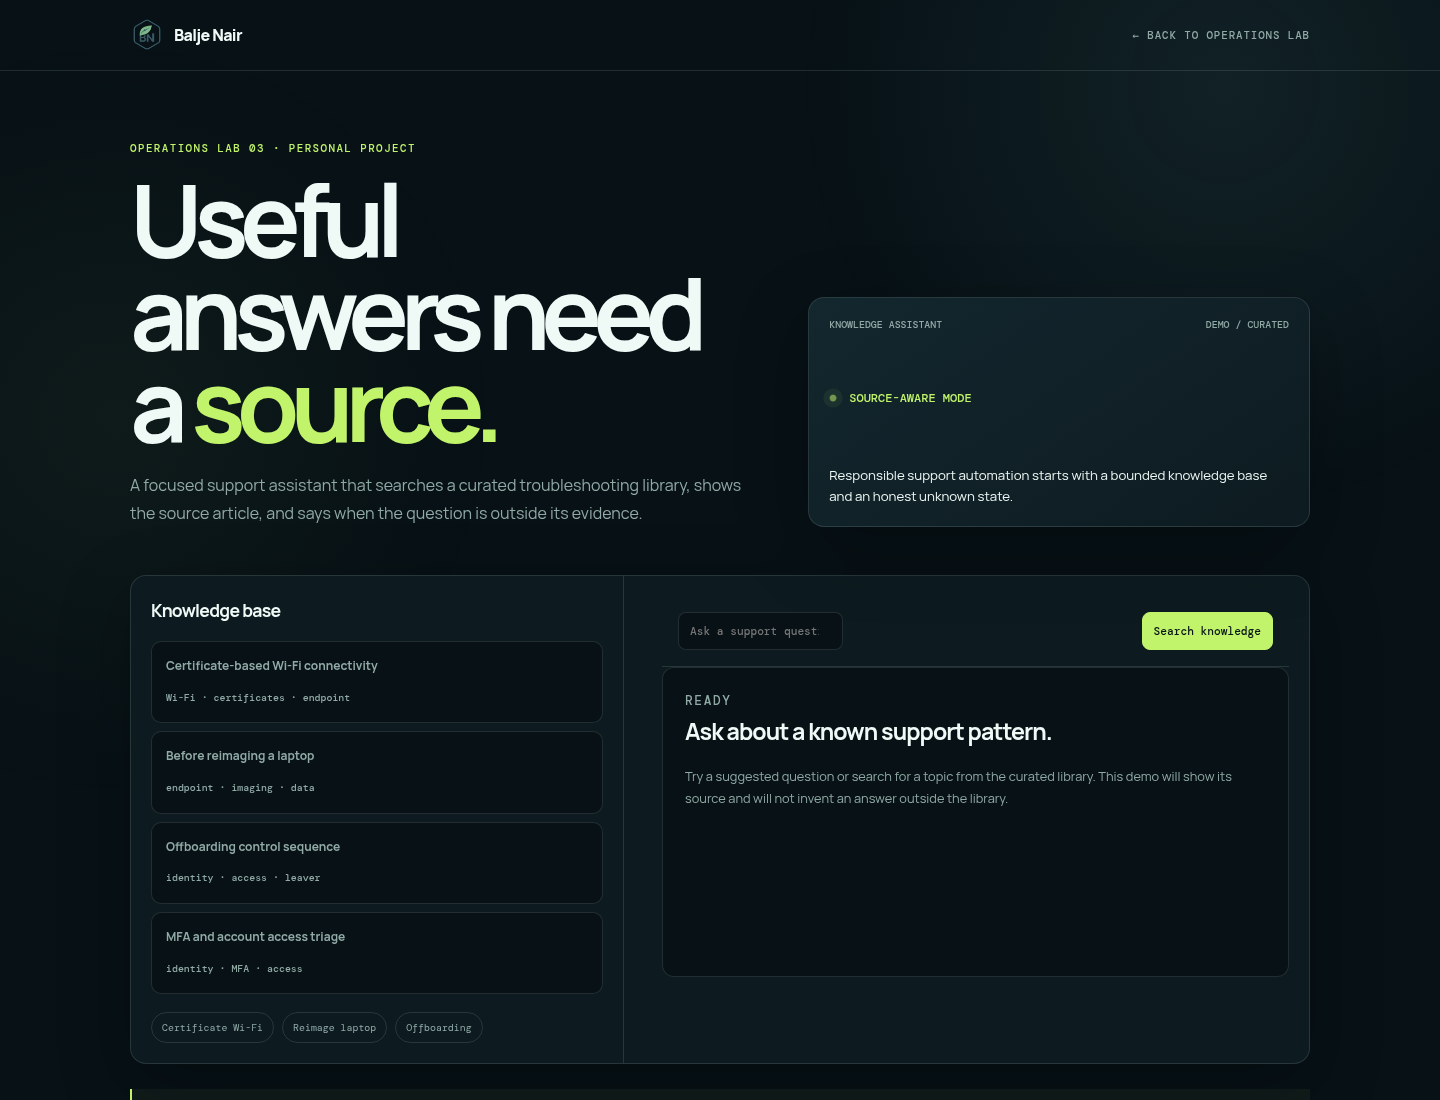 BN
Balje Nair
← BACK TO OPERATIONS LAB
OPERATIONS LAB 03 · PERSONAL PROJECT
Useful
answers need
a source.
A focused support assistant that searches a curated troubleshooting library, shows
the source article, and says when the question is outside its evidence.
KNOWLEDGE ASSISTANT
DEMO / CURATED
SOURCE-AWARE MODE
Responsible support automation starts with a bounded knowledge base
and an honest unknown state.
Knowledge base
Certificate-based Wi-Fi connectivity
Wi-Fi · certificates · endpoint
Before reimaging a laptop
endpoint · imaging · data
Offboarding control sequence
identity · access · leaver
MFA and account access triage
identity · MFA · access
Certificate Wi-Fi
Reimage laptop
Offboarding
Ask a support quest
Search knowledge
READY
Ask about a known support pattern.
Try a suggested question or search for a topic from the curated library. This demo will show its
source and will not invent an answer outside the library.